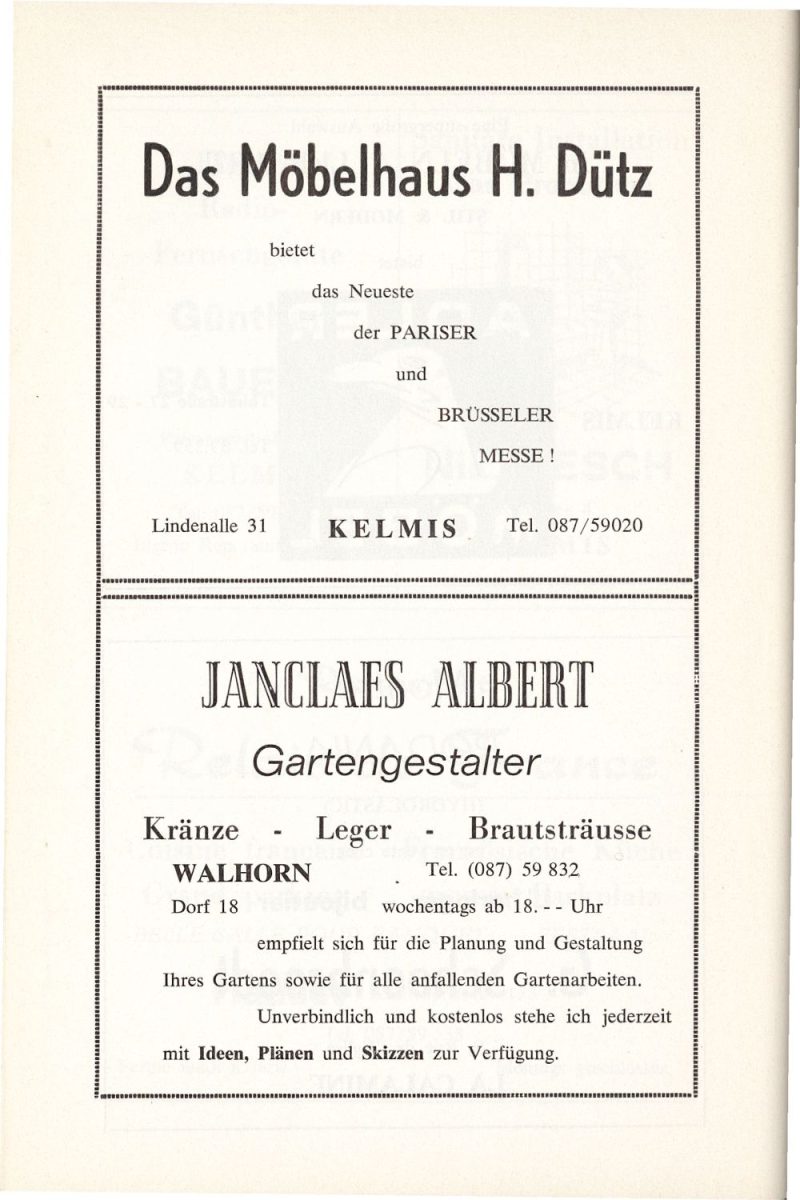 Das Möbelhaus H. Dütz
bietet
das Neueste
der PARISER
und
BRÜSSELER
MESSE !
Lindenalle 31 KELMIS Tel. 087/59020
JANCLAES ALBERT
Gartengestalter
Kränze - Leger - Brautsträusse
WALHORN Tel. (087) 59 832
Dorf 18 wochentags ab 18. - - Uhr
empfielt sich für die Planung und Gestaltung
Ihres Gartens sowie für alle anfallenden Gartenarbeiten.
Unverbindlich und kostenlos stehe ich jederzeit
mit Ideen, Plänen und Skizzen zur Verfügung.